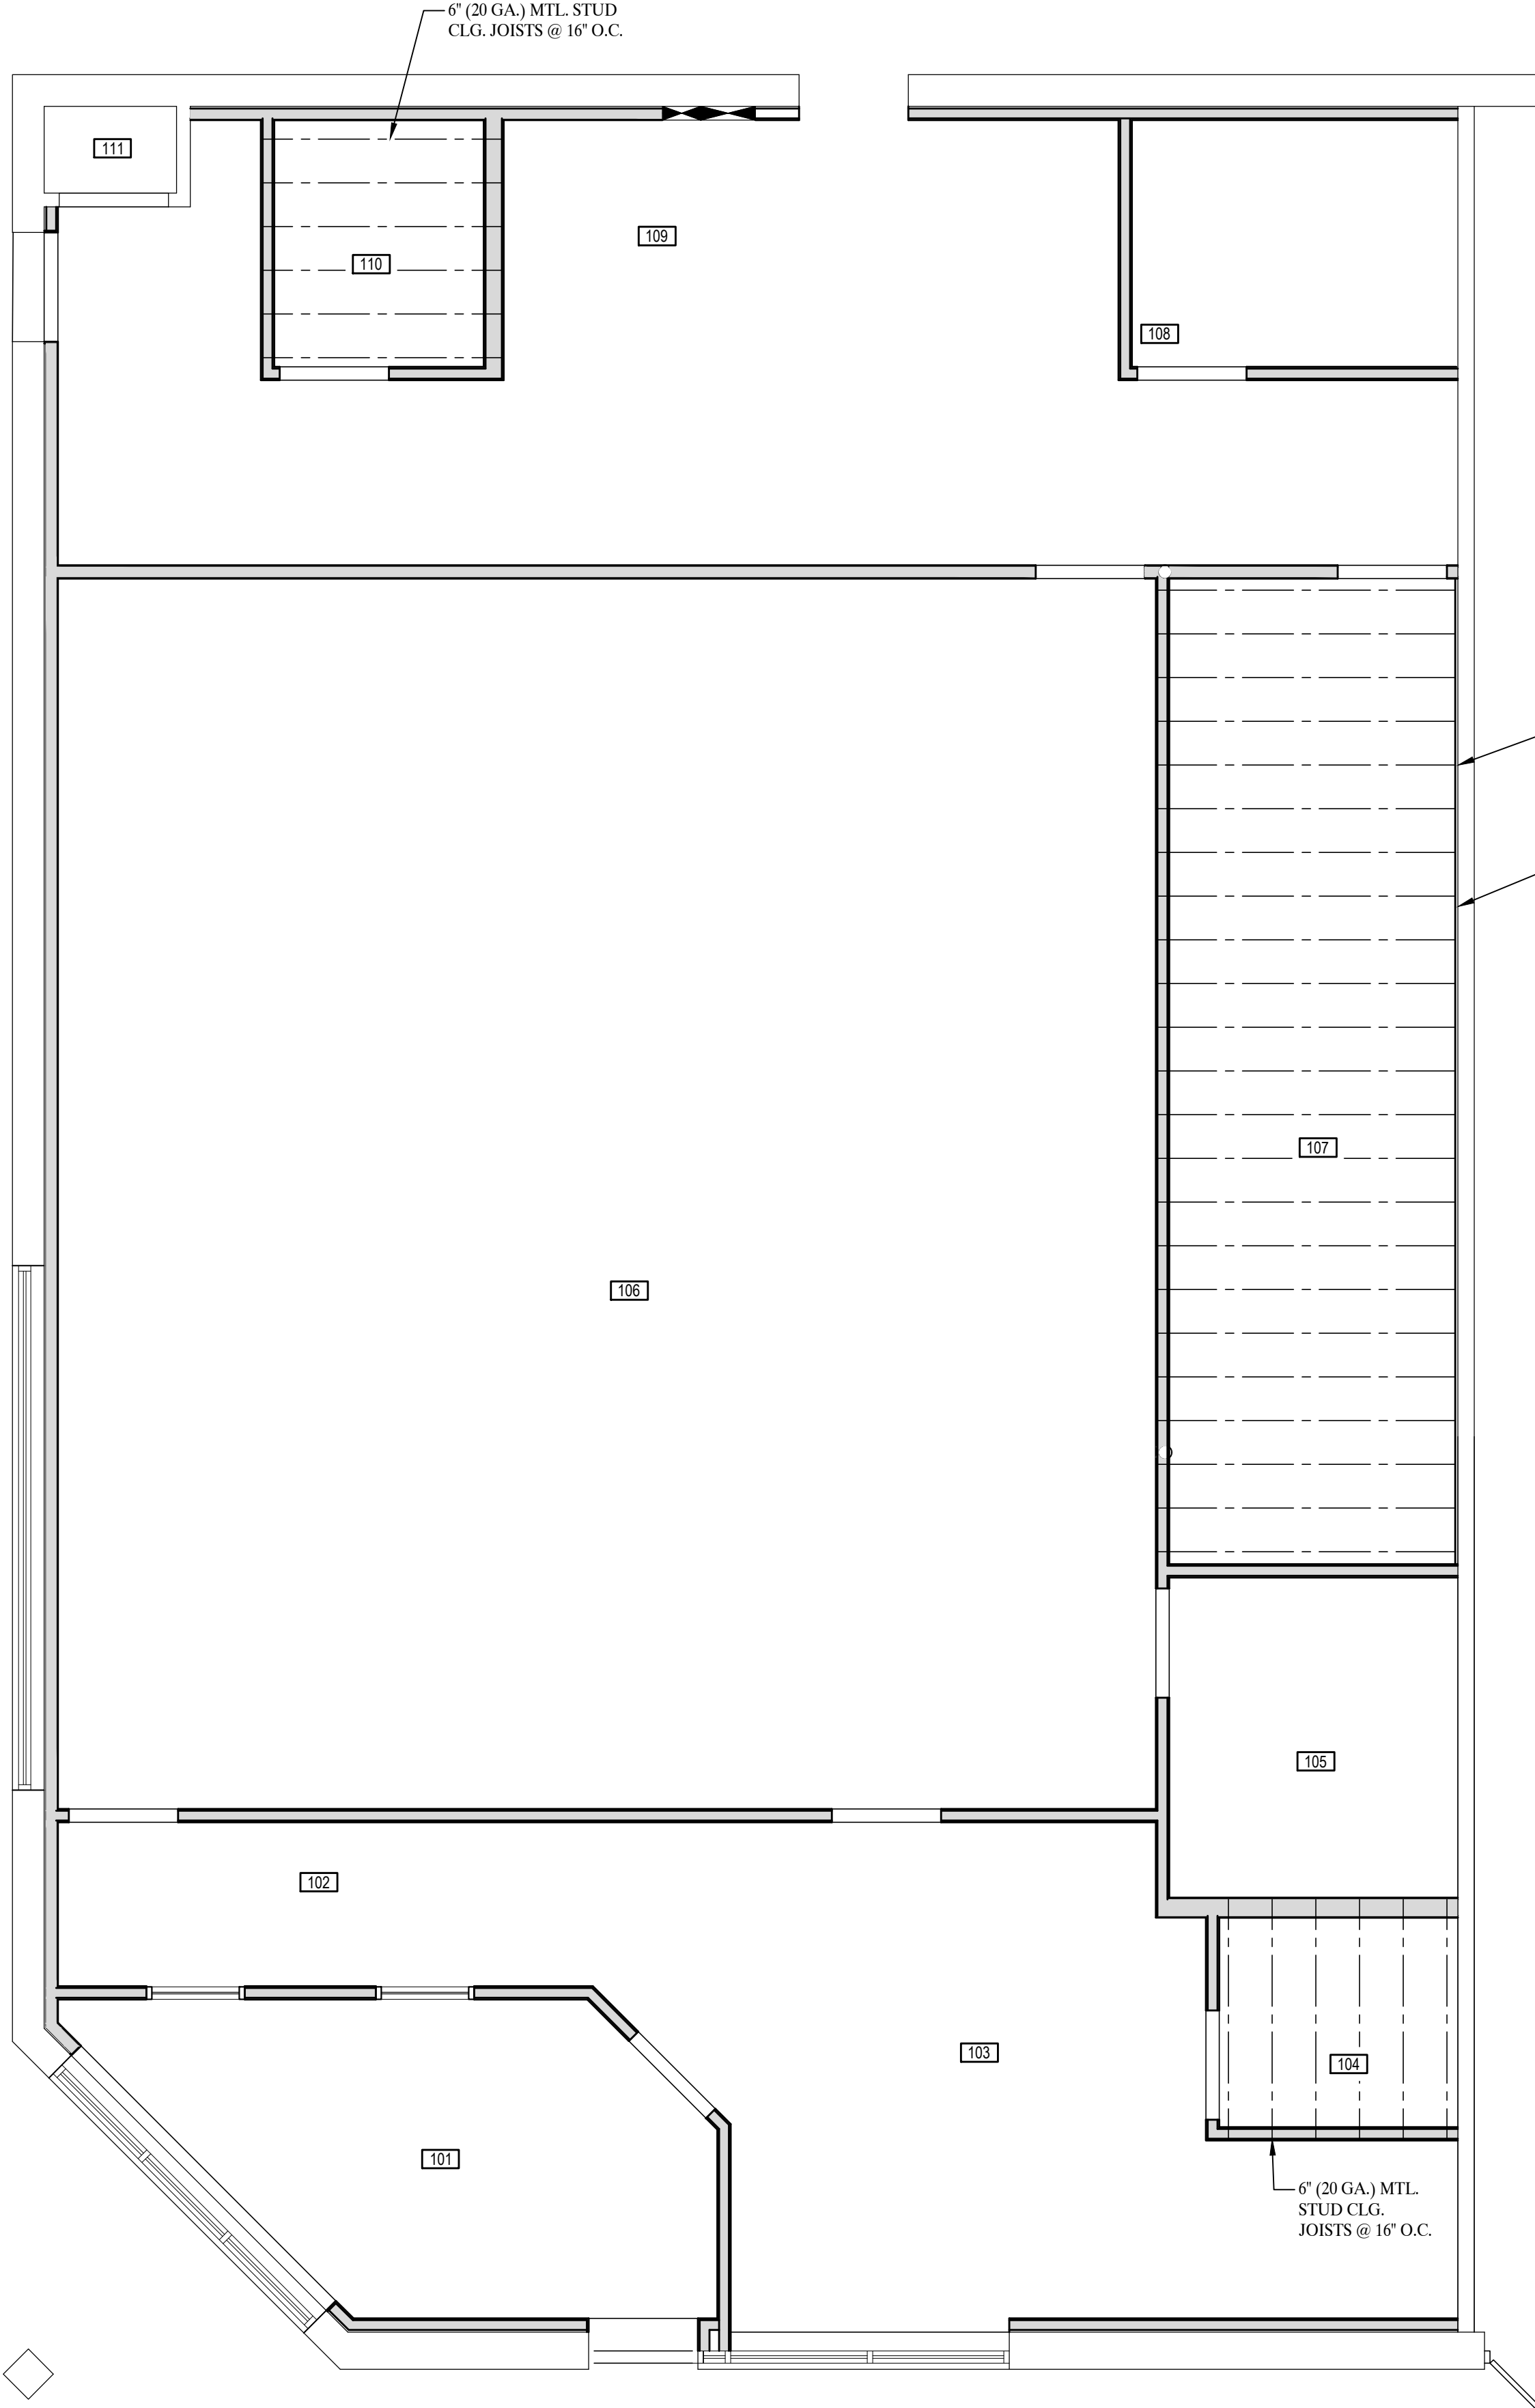 6" (20 GA.) MTL. STUD
CLG. JOISTS @ 16" O.C.
111
109
110
108
107
106
105
102
103
104
101
6" (20 GA.) MTL.
STUD CLG.
JOISTS @ 16" O.C.